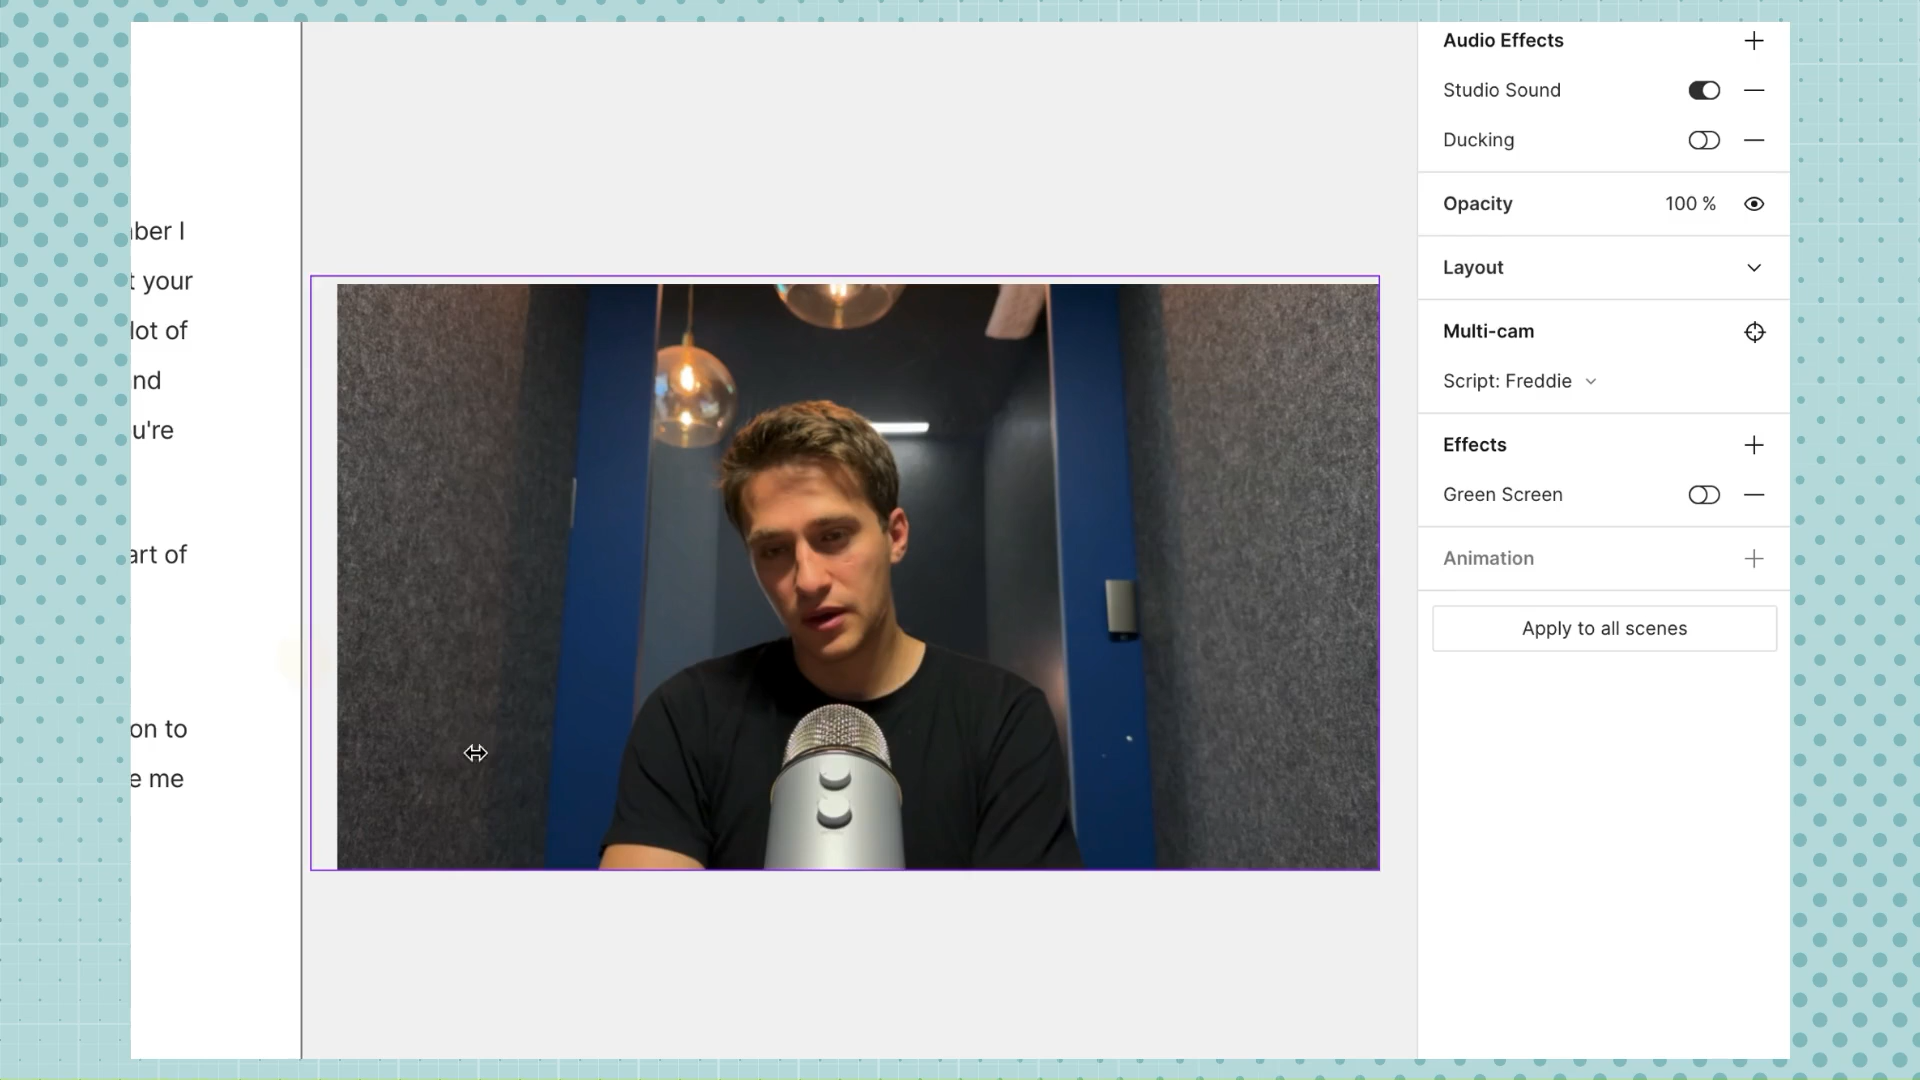 ber I
t your
lot of
nd
u're
art of
on to
e me
Audio Effects
Studio Sound
Ducking
Opacity 100 %
Layout
Multi-cam
Script: Freddie
Effects
Green Screen
Animation
Apply to all scenes